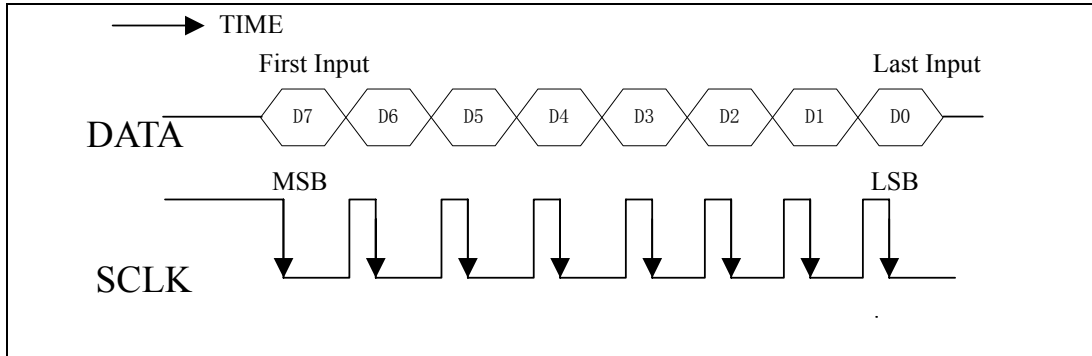 TIME
First Input
Last Input
DATA
D7 D6 D5 D4 D3 D2 D1 D0
MSB
LSB
SCLK